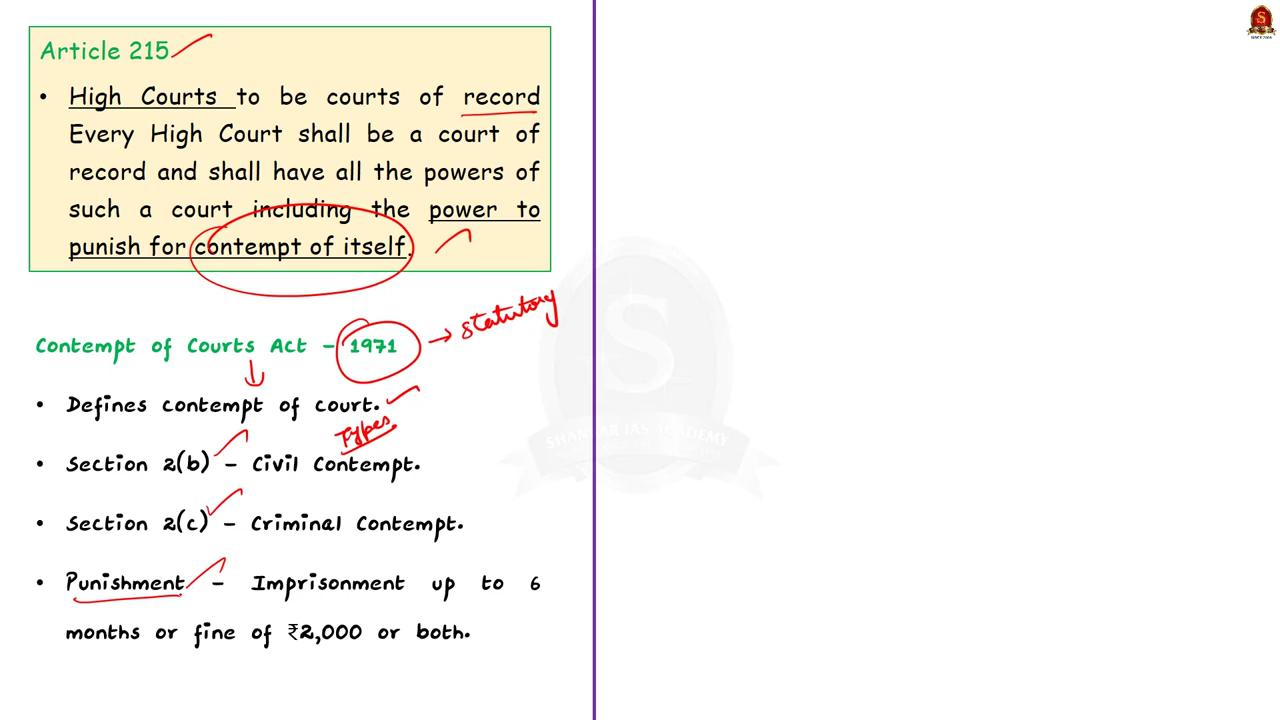 Article 215
• High Courts to be courts of record
Every High Court shall be a court of
record and shall have all the powers of
such a court including the power to
punish for contempt of itself.
Contempt of Courts Act - 1971 → statutory
• Defines contempt of court.
Types
• Section 2(b) - Civil Contempt.
• Section 2(c) - Criminal Contempt.
• Punishment - Imprisonment up to 6
months or fine of ₹2,000 or both.
S
SHANKAR IAS ACADEMY
S